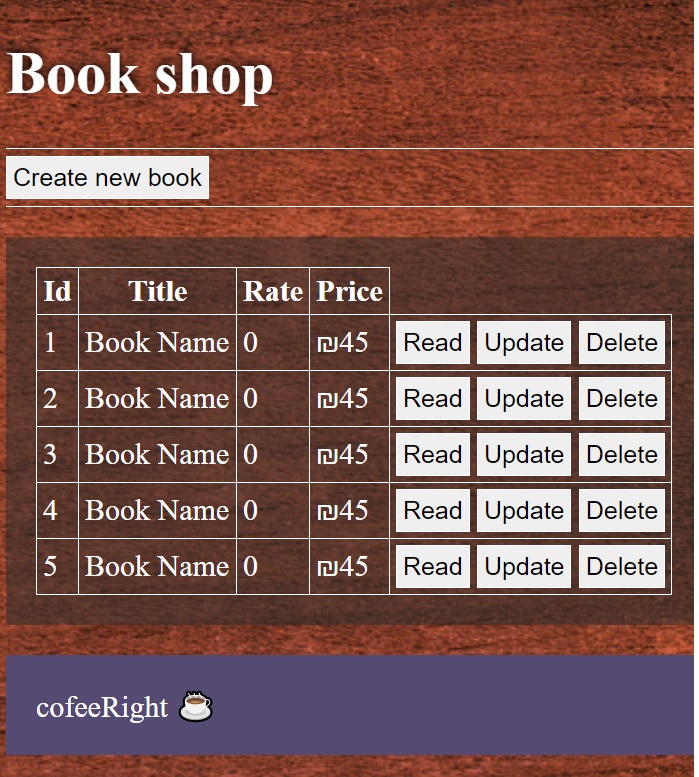 Book shop
Create new book
Id Title Rate Price
1 Book Name 0 ₪45 Read Update Delete
2 Book Name 0 ₪45 Read Update Delete
3 Book Name 0 ₪45 Read Update Delete
4 Book Name 0 ₪45 Read Update Delete
5 Book Name 0 ₪45 Read Update Delete
cofeeRight ☕